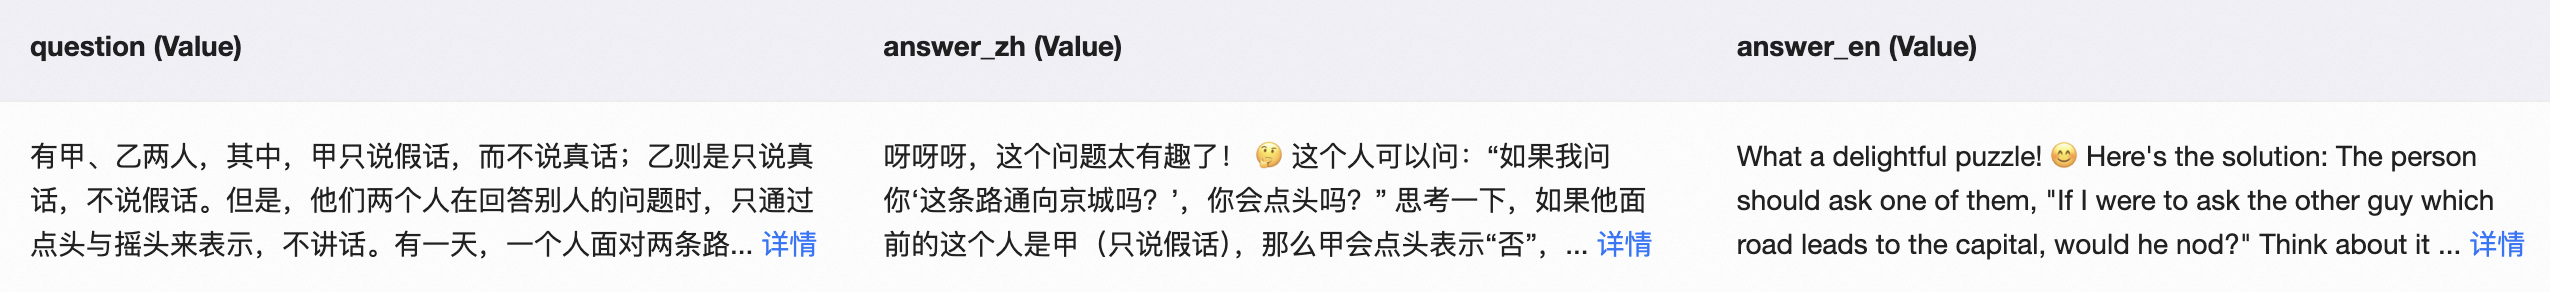 question (Value)
answer_zh (Value)
answer_en (Value)
有甲、乙两人，其中，甲只说假话，而不说真话；乙则是只说真
话，不说假话。但是，他们两个人在回答别人的问题时，只通过
点头与摇头来表示，不讲话。有一天，一个人面对两条路... 详情
呀呀呀，这个问题太有趣了！ 🤔 这个人可以问：“如果我问
你‘这条路通向京城吗？’，你会点头吗？” 思考一下，如果他面
前的这个人是甲（只说假话），那么甲会点头表示“否”，... 详情
What a delightful puzzle! 😊 Here's the solution: The person
should ask one of them, "If I were to ask the other guy which
road leads to the capital, would he nod?" Think about it ... 详情